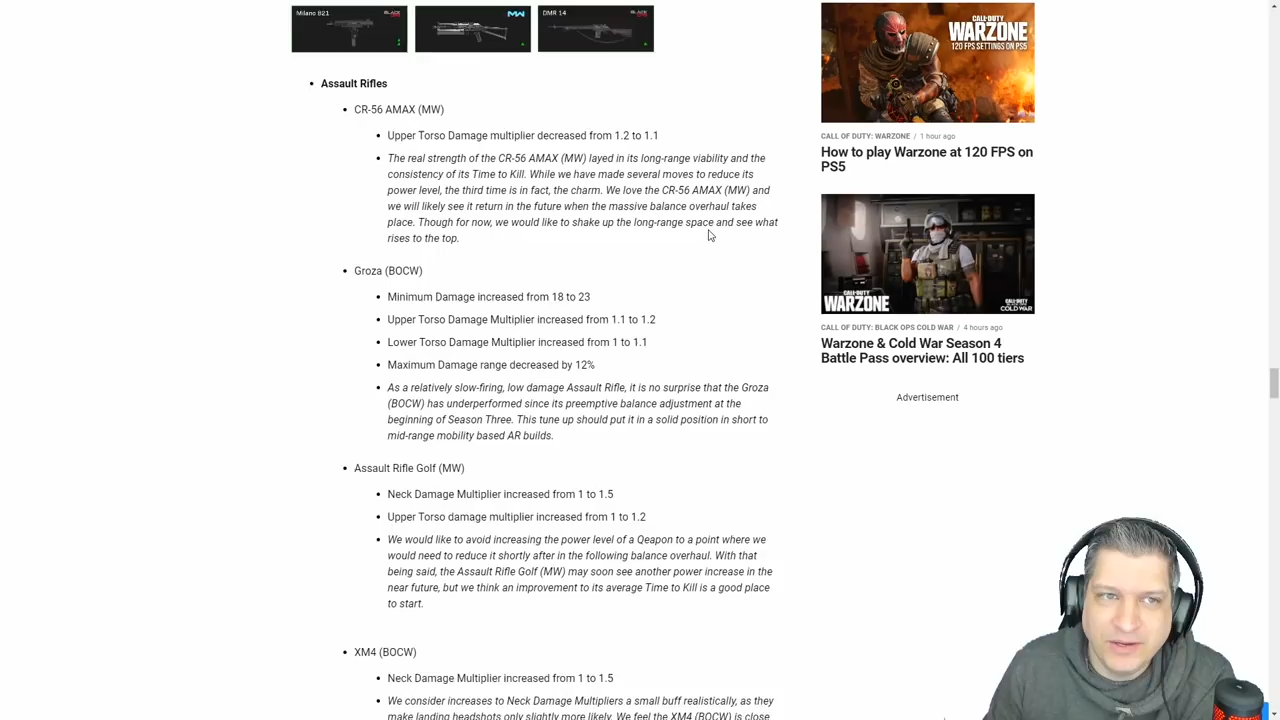 Milano 821
BLACK OPS
MW
DMR 14
BLACK OPS
• Assault Rifles
• CR-56 AMAX (MW)
• Upper Torso Damage multiplier decreased from 1.2 to 1.1
• The real strength of the CR-56 AMAX (MW) layed in its long-range viability and the
consistency of its Time to Kill. While we have made several moves to reduce its
power level, the third time is in fact, the charm. We love the CR-56 AMAX (MW) and
we will likely see it return in the future when the massive balance overhaul takes
place. Though for now, we would like to shake up the long-range space and see what
rises to the top.
• Groza (BOCW)
• Minimum Damage increased from 18 to 23
• Upper Torso Damage Multiplier increased from 1.1 to 1.2
• Lower Torso Damage Multiplier increased from 1 to 1.1
• Maximum Damage range decreased by 12%
• As a relatively slow-firing, low damage Assault Rifle, it is no surprise that the Groza
(BOCW) has underperformed since its preemptive balance adjustment at the
beginning of Season Three. This tune up should put it in a solid position in short to
mid-range mobility based AR builds.
• Assault Rifle Golf (MW)
• Neck Damage Multiplier increased from 1 to 1.5
• Upper Torso damage multiplier increased from 1 to 1.2
• We would like to avoid increasing the power level of a Qeapon to a point where we
would need to reduce it shortly after in the following balance overhaul. With that
being said, the Assault Rifle Golf (MW) may soon see another power increase in the
near future, but we think an improvement to its average Time to Kill is a good place
to start.
• XM4 (BOCW)
• Neck Damage Multiplier increased from 1 to 1.5
• We consider increases to Neck Damage Multipliers a small buff realistically, as they
make landing headshots only slightly more likely. We feel the XM4 (BOCW) is close
CALL OF DUTY
WARZONE
120 FPS SETTINGS ON PS5
CALL OF DUTY: WARZONE / 1 hour ago
How to play Warzone at 120 FPS on
PS5
CALL OF DUTY
WARZONE
CALL OF DUTY
COLD WAR
CALL OF DUTY: BLACK OPS COLD WAR / 4 hours ago
Warzone & Cold War Season 4
Battle Pass overview: All 100 tiers
Advertisement